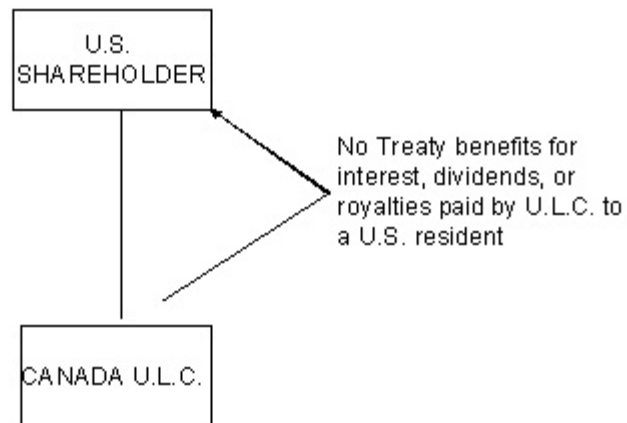 U.S.
SHAREHOLDER
No Treaty benefits for
interest, dividends, or
royalties paid by U.L.C. to
a U.S. resident
CANADA U.L.C.